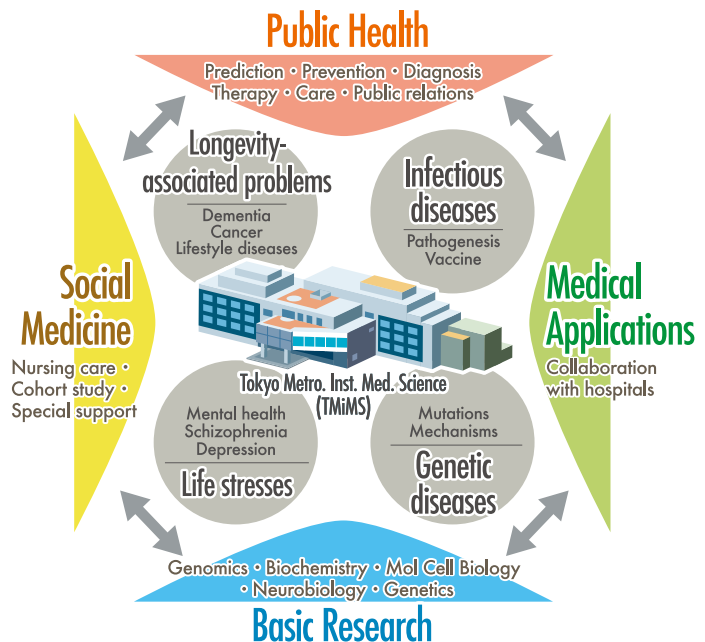 Public Health
Prediction・Prevention・Diagnosis
Therapy・Care・Public relations
Longevity-
associated problems
Dementia
Cancer
Lifestyle diseases
Infectious
diseases
Pathogenesis
Vaccine
Social
Medicine
Nursing care・
Cohort study・
Special support
Medical
Applications
Collaboration
with hospitals
Tokyo Metro. Inst. Med. Science
(TMiMS)
Mental health
Schizophrenia
Depression
Life stresses
Mutations
Mechanisms
Genetic
diseases
Genomics・Biochemistry・Mol Cell Biology
・Neurobiology・Genetics
Basic Research